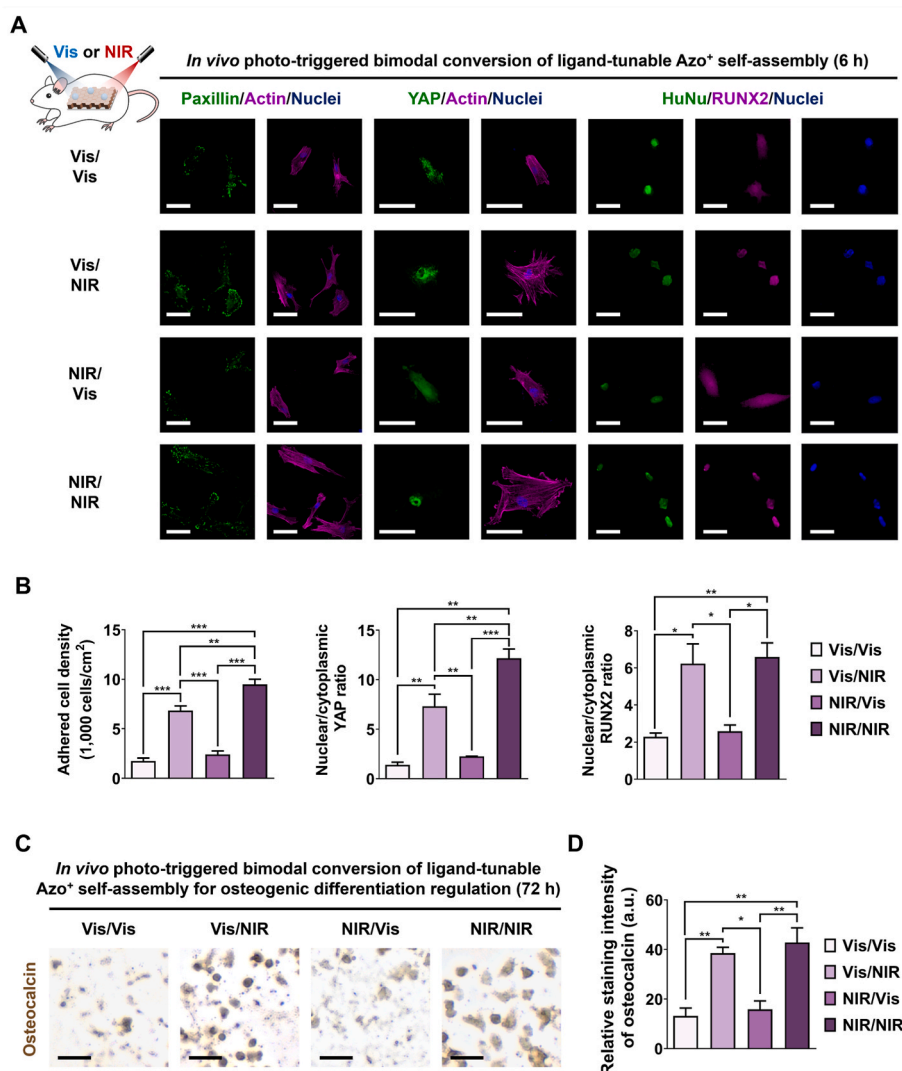 A
Vis or NIR
In vivo photo-triggered bimodal conversion of ligand-tunable Azo⁺ self-assembly (6 h)
Paxillin/Actin/Nuclei
YAP/Actin/Nuclei
HuNu/RUNX2/Nuclei
Vis/
Vis
Vis/
NIR
NIR/
Vis
NIR/
NIR
B
Adhered cell density
(1,000 cells/cm²)
15
10
5
0
***
**
***
***
***
Nuclear/cytoplasmic
YAP ratio
15
10
5
0
**
**
***
**
**
Nuclear/cytoplasmic
RUNX2 ratio
8
6
4
2
0
**
*
*
*
Vis/Vis
Vis/NIR
NIR/Vis
NIR/NIR
C
In vivo photo-triggered bimodal conversion of ligand-tunable
Azo⁺ self-assembly for osteogenic differentiation regulation (72 h)
Vis/Vis
Vis/NIR
NIR/Vis
NIR/NIR
Osteocalcin
D
Relative staining intensity
of osteocalcin (a.u.)
60
40
20
0
**
*
**
**
Vis/Vis
Vis/NIR
NIR/Vis
NIR/NIR